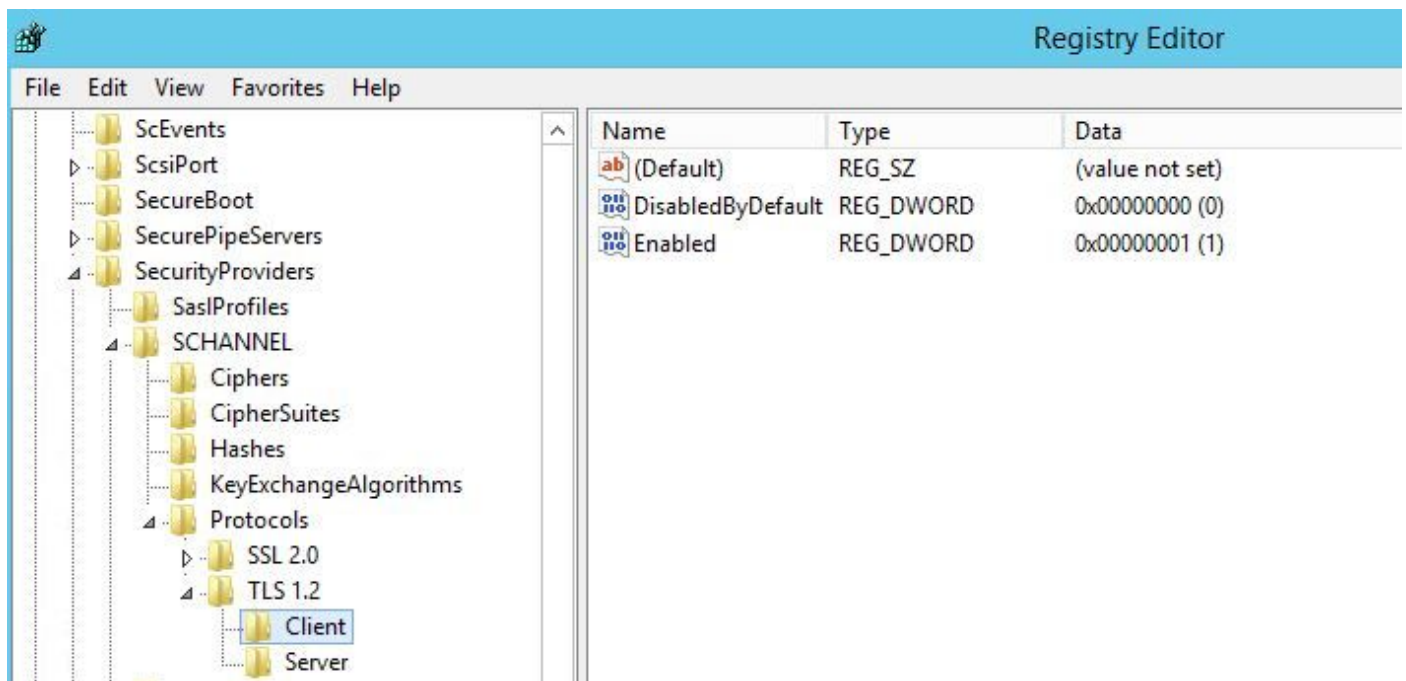 Registry Editor
File Edit View Favorites Help
ScEvents
ScsiPort
SecureBoot
SecurePipeServers
SecurityProviders
SaslProfiles
SCHANNEL
Ciphers
CipherSuites
Hashes
KeyExchangeAlgorithms
Protocols
SSL 2.0
TLS 1.2
Client
Server
Name Type Data
(Default) REG_SZ (value not set)
DisabledByDefault REG_DWORD 0x00000000 (0)
Enabled REG_DWORD 0x00000001 (1)